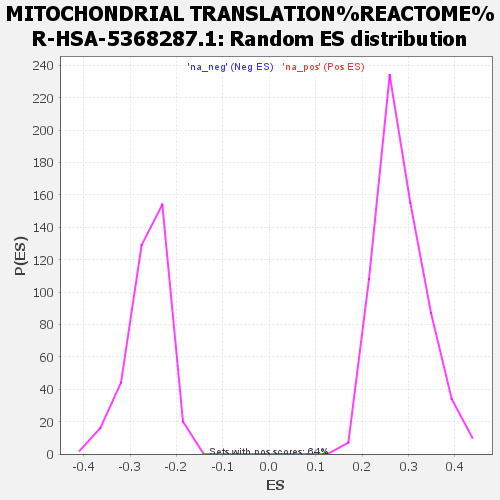 MITOCHONDRIAL TRANSLATION%REACTOME%
R-HSA-5368287.1: Random ES distribution
'na_neg' (Neg ES) 'na_pos' (Pos ES)
240
220
200
180
160
140
120
100
80
60
40
20
0
P(ES)
Sets with pos scores: 64%
-0.4 -0.3 -0.2 -0.1 0.0 0.1 0.2 0.3 0.4
ES